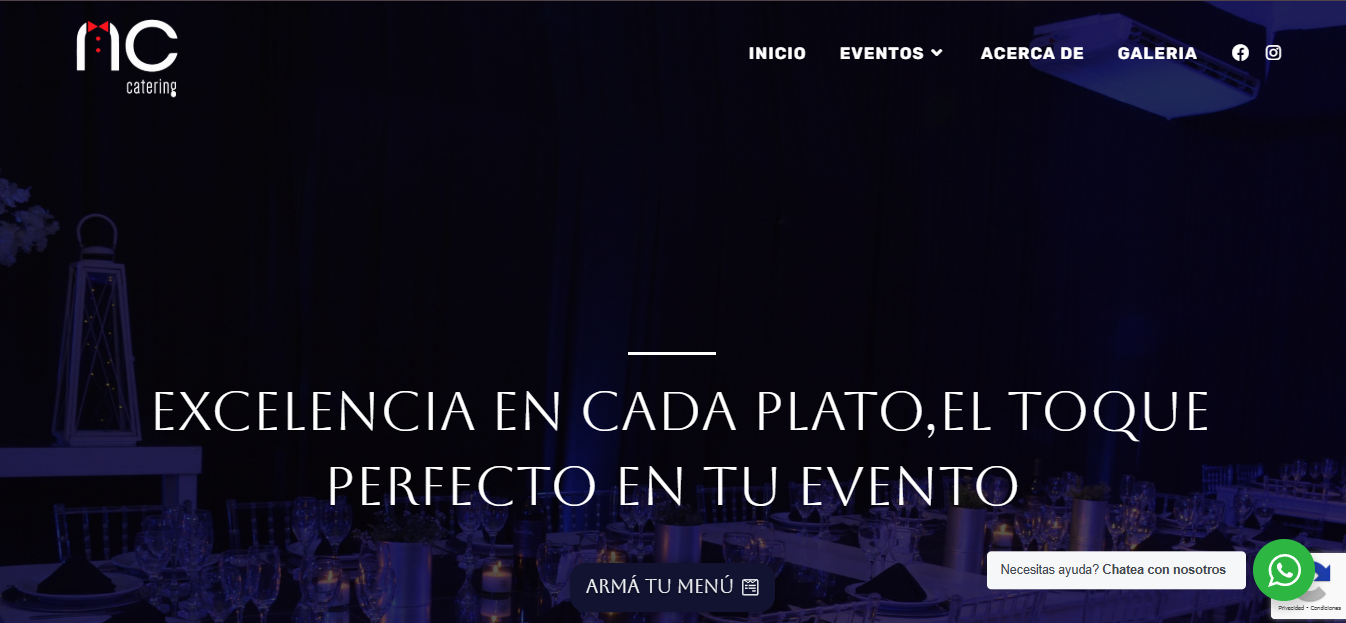 nc
catering
INICIO EVENTOS ACERCA DE GALERIA
EXCELENCIA EN CADA PLATO,EL TOQUE
PERFECTO EN TU EVENTO
ARMÁ TU MENÚ
Necesitas ayuda? Chatea con nosotros
Privacidad • Condiciones